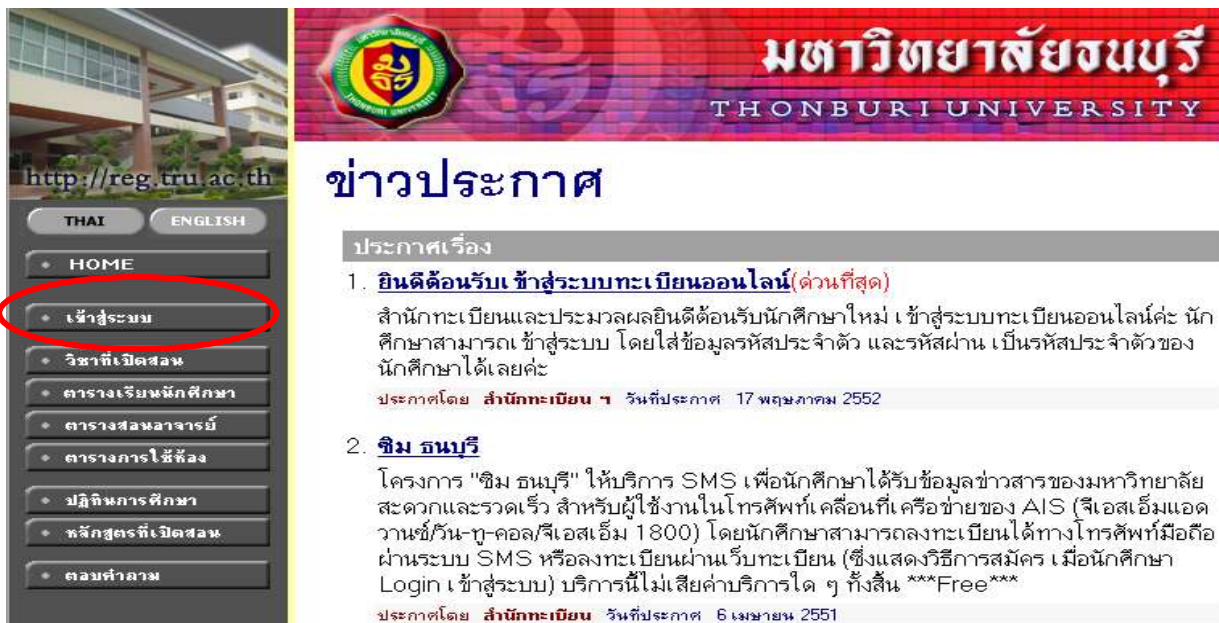 มหาวิทยาลัยธนบุรี
THONBURI UNIVERSITY
http://reg.tru.ac.th
THAI
ENGLISH
HOME
เข้าสู่ระบบ
วิชาที่เปิดสอน
ตารางเรียนนักศึกษา
ตารางสอนอาจารย์
ตารางการใช้ห้อง
ปฏิทินการศึกษา
หลักสูตรที่เปิดสอน
ตอบคำถาม
ข่าวประกาศ
ประกาศเรื่อง
1. ยินดีต้อนรับเข้าสู่ระบบทะเบียนออนไลน์(ด่วนที่สุด)
สำนักทะเบียนและประมวลผลยินดีต้อนรับนักศึกษาใหม่ เข้าสู่ระบบทะเบียนออนไลน์ค่ะ นัก
ศึกษาสามารถเข้าสู่ระบบ โดยใส่ข้อมูลรหัสประจำตัว และรหัสผ่าน เป็นรหัสประจำตัวของ
นักศึกษาได้เลยค่ะ
ประกาศโดย สำนักทะเบียน ฯ วันที่ประกาศ 17 พฤษภาคม 2552
2. ซิม ธนบุรี
โครงการ "ซิม ธนบุรี" ให้บริการ SMS เพื่อนักศึกษาได้รับข้อมูลข่าวสารของมหาวิทยาลัย
สะดวกและรวดเร็ว สำหรับผู้ใช้งานในโทรศัพท์เคลื่อนที่เครือข่ายของ AIS (จีเอสเอ็มแอด
วานซ์/วัน-ทู-คอล/จีเอสเอ็ม 1800) โดยนักศึกษาสามารถลงทะเบียนได้ทางโทรศัพท์มือถือ
ผ่านระบบ SMS หรือลงทะเบียนผ่านเว็บทะเบียน (ซึ่งแสดงวิธีการสมัคร เมื่อนักศึกษา
Login เข้าสู่ระบบ) บริการนี้ไม่เสียค่าบริการใด ๆ ทั้งสิ้น ***Free***
ประกาศโดย สำนักทะเบียน วันที่ประกาศ 6 เมษายน 2551